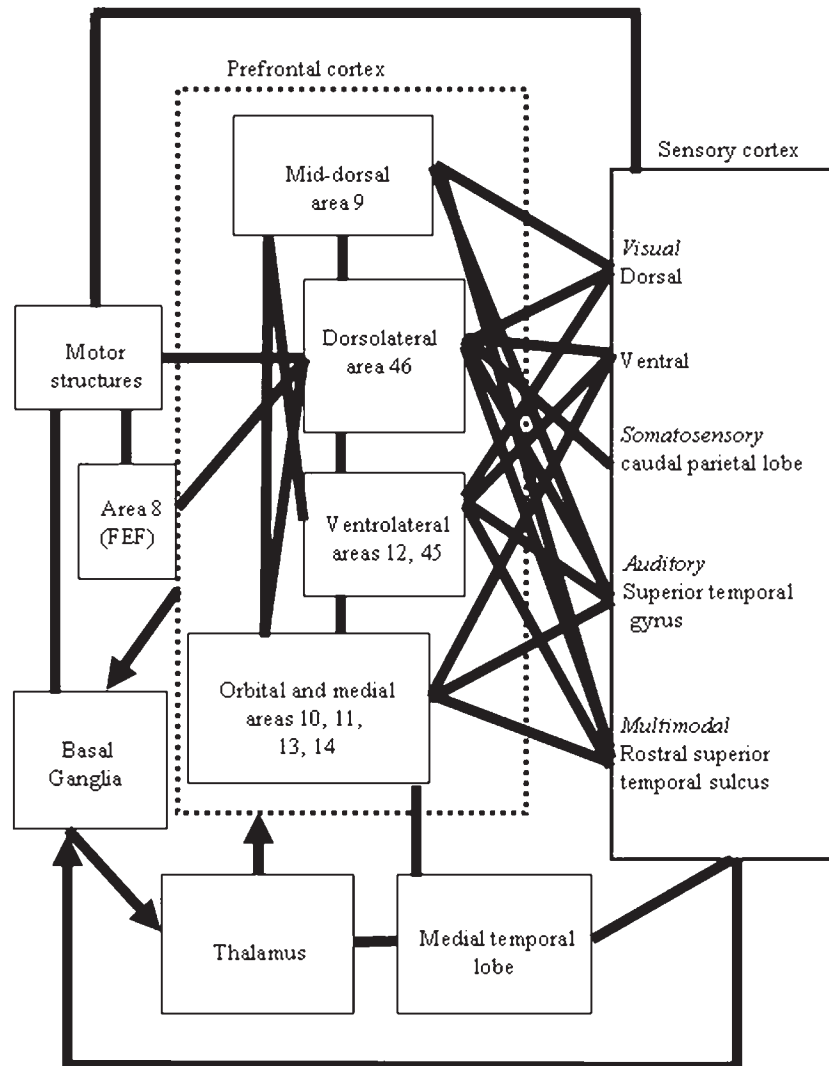 Prefrontal cortex
Sensory cortex
Mid-dorsal
area 9
Visual
Dorsal
Motor
structures
Dorsolateral
area 46
Ventral
Somatosensory
caudal parietal lobe
Area 8
(FEF)
Ventrolateral
areas 12, 45
Auditory
Superior temporal
gyrus
Orbital and medial
areas 10, 11,
13, 14
Multimodal
Rostral superior
temporal sulcus
Basal
Ganglia
Thalamus
Medial temporal
lobe